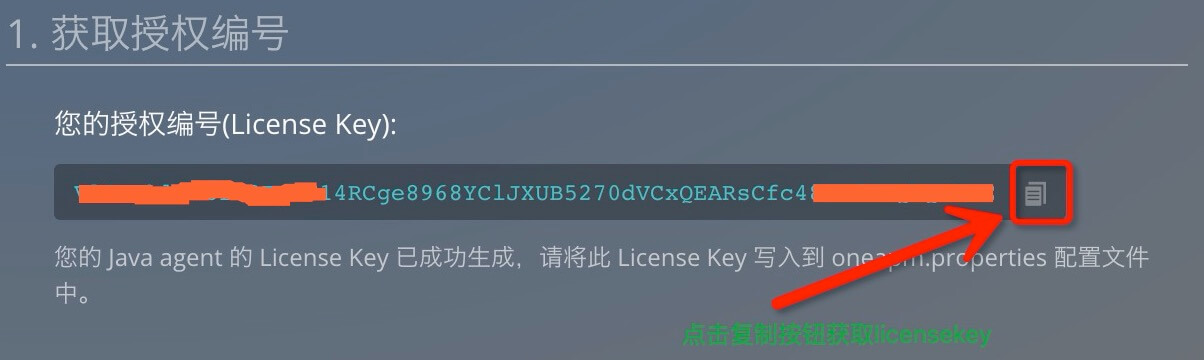 1. 获取授权编号
您的授权编号(License Key):
14RCge8968YClJXUB5270dVCxQEARsCfc48
您的 Java agent 的 License Key 已成功生成，请将此 License Key 写入到 oneapm.properties 配置文件
中。
点击复制按钮获取licensekey